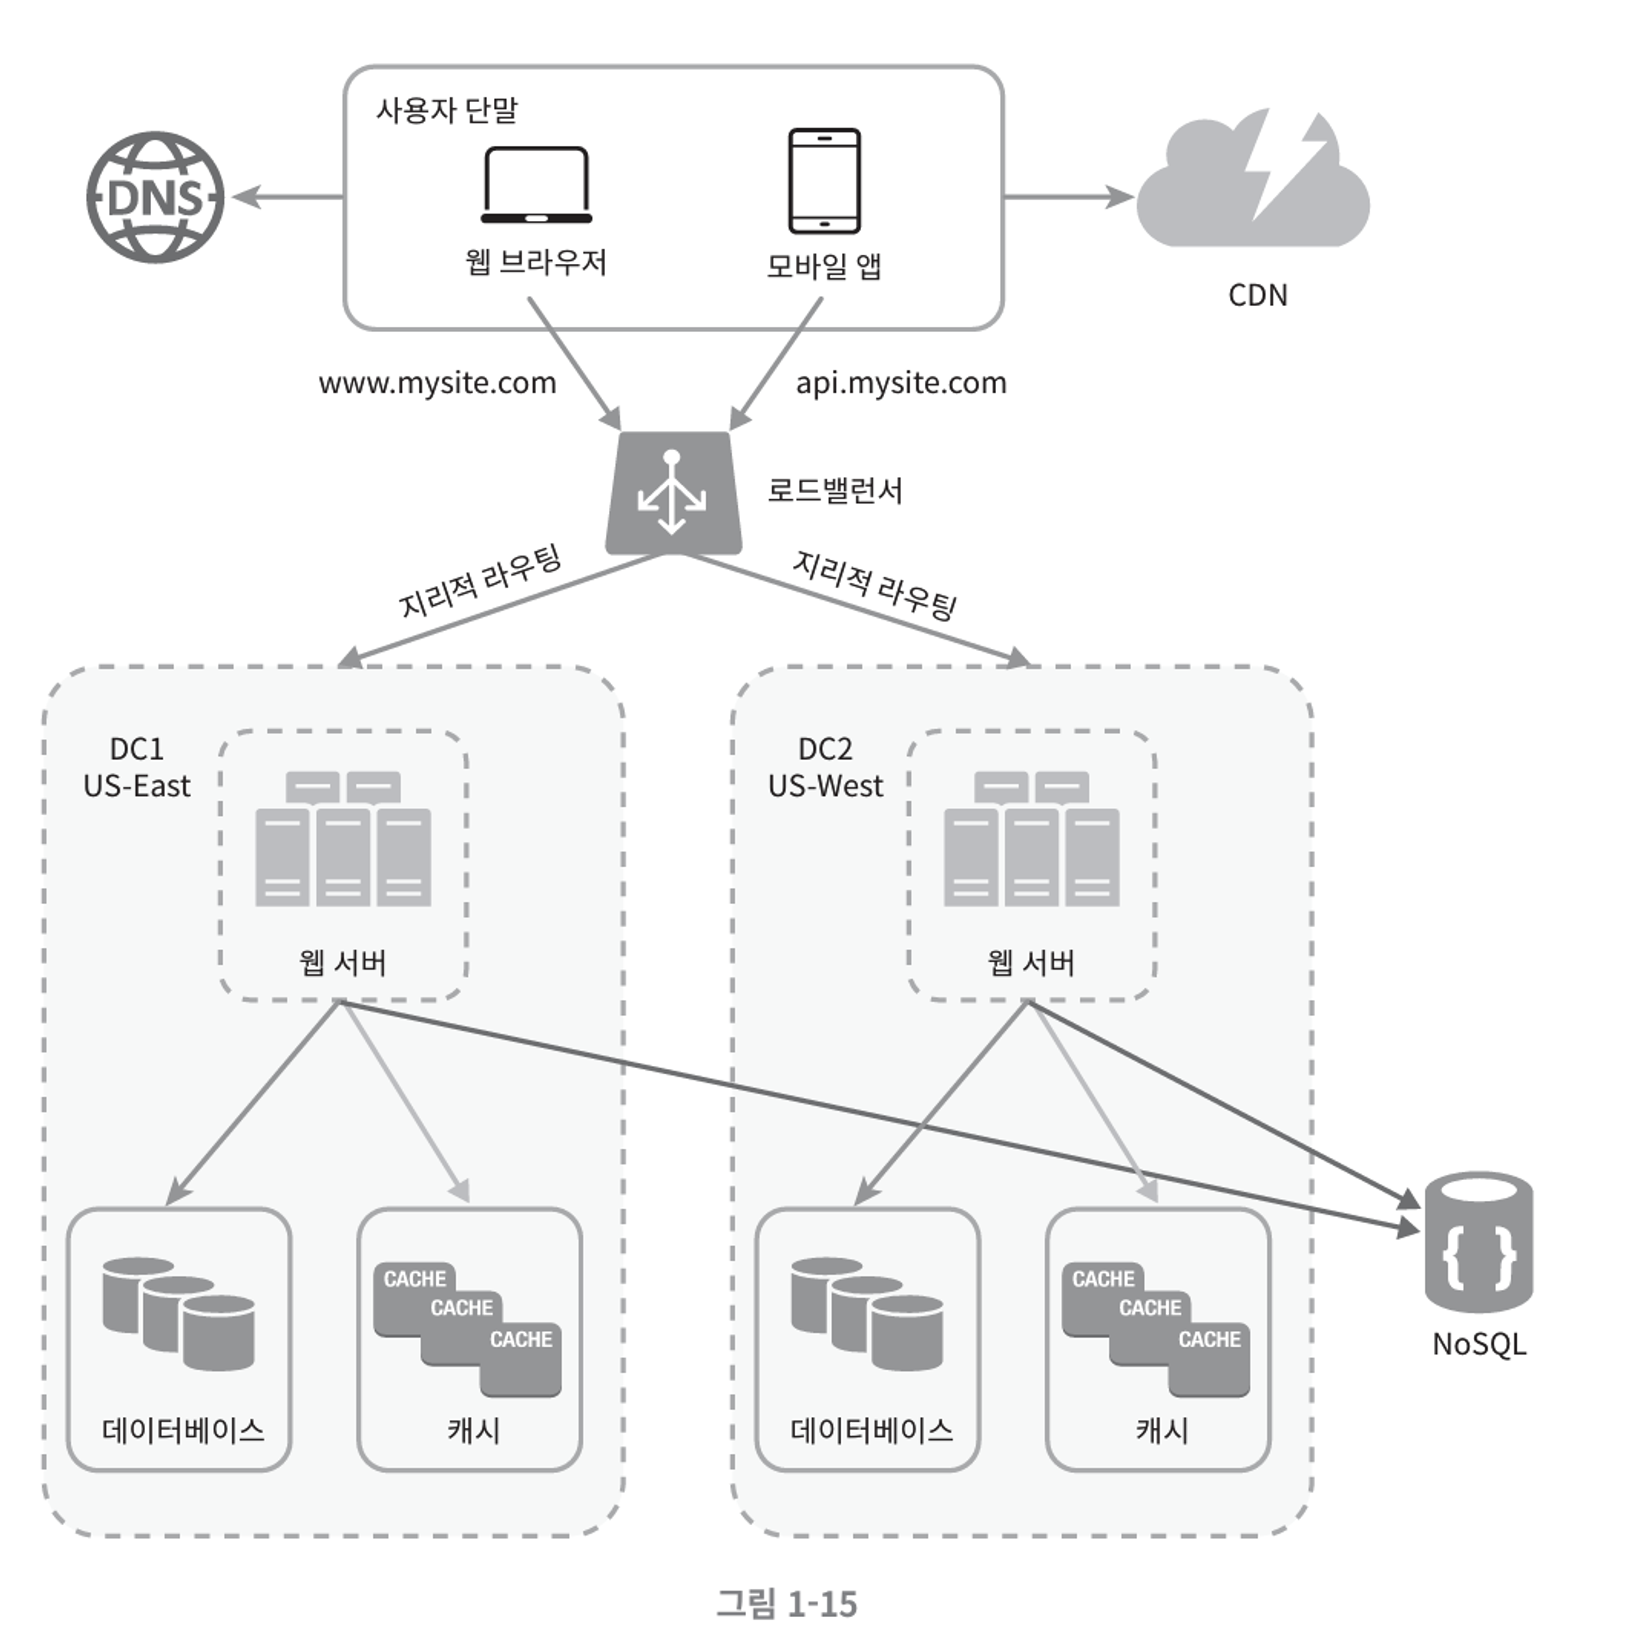 사용자 단말
DNS
웹 브라우저
모바일 앱
CDN
www.mysite.com
api.mysite.com
로드밸런서
지리적 라우팅
지리적 라우팅
DC1
US-East
웹 서버
DC2
US-West
웹 서버
CACHE
CACHE
CACHE
데이터베이스
캐시
CACHE
CACHE
CACHE
데이터베이스
캐시
{ }
NoSQL
그림 1-15